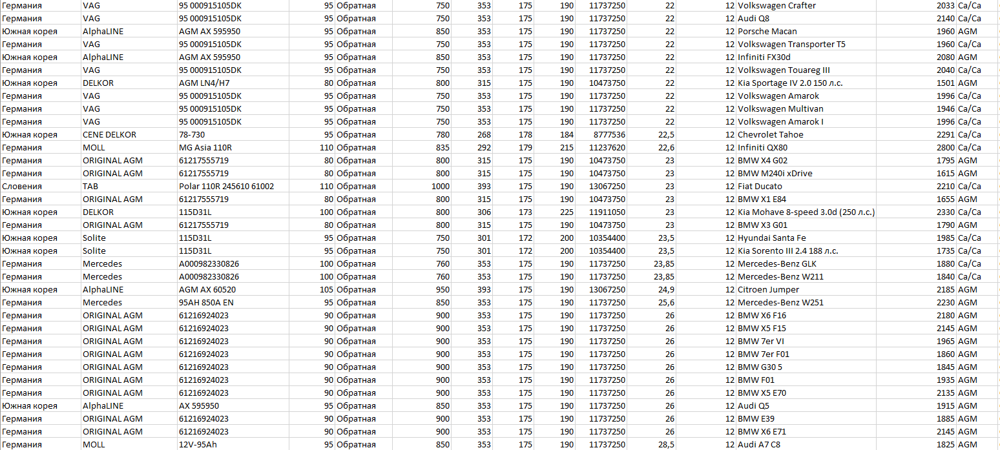 Германия VAG 95 000915105DK 95 Обратная 750 353 175 190 11737250 22 12 Volkswagen Crafter 2033 Ca/Ca
Германия VAG 95 000915105DK 95 Обратная 750 353 175 190 11737250 22 12 Audi Q8 2140 Ca/Ca
Южная корея AlphaLINE AGM AX 595950 95 Обратная 850 353 175 190 11737250 22 12 Porsche Macan 1960 AGM
Германия VAG 95 000915105DK 95 Обратная 750 353 175 190 11737250 22 12 Volkswagen Transporter T5 1960 Ca/Ca
Южная корея AlphaLINE AGM AX 595950 95 Обратная 850 353 175 190 11737250 22 12 Infiniti FX30d 2080 AGM
Германия VAG 95 000915105DK 95 Обратная 750 353 175 190 11737250 22 12 Volkswagen Touareg III 2040 Ca/Ca
Южная корея DELKOR AGM LN4/H7 80 Обратная 800 315 175 190 10473750 22 12 Kia Sportage IV 2.0 150 л.с. 1501 AGM
Германия VAG 95 000915105DK 95 Обратная 750 353 175 190 11737250 22 12 Volkswagen Amarok 1996 Ca/Ca
Германия VAG 95 000915105DK 95 Обратная 750 353 175 190 11737250 22 12 Volkswagen Multivan 1946 Ca/Ca
Германия VAG 95 000915105DK 95 Обратная 750 353 175 190 11737250 22 12 Volkswagen Amarok I 1996 Ca/Ca
Южная корея CENE DELKOR 78-730 95 Обратная 780 268 178 184 8777536 22,5 12 Chevrolet Tahoe 2291 Ca/Ca
Германия MOLL MG Asia 110R 110 Обратная 835 292 179 215 11237620 22,6 12 Infiniti QX80 2800 Ca/Ca
Германия ORIGINAL AGM 61217555719 80 Обратная 800 315 175 190 10473750 23 12 BMW X4 G02 1795 AGM
Германия ORIGINAL AGM 61217555719 80 Обратная 800 315 175 190 10473750 23 12 BMW M240i xDrive 1615 AGM
Словения TAB Polar 110R 245610 61002 110 Обратная 1000 393 175 190 13067250 23 12 Fiat Ducato 2210 Ca/Ca
Германия ORIGINAL AGM 61217555719 80 Обратная 800 315 175 190 10473750 23 12 BMW X1 E84 1655 AGM
Южная корея DELKOR 115D31L 100 Обратная 800 306 173 225 11911050 23 12 Kia Mohave 8-speed 3.0d (250 л.с.) 2330 Ca/Ca
Германия ORIGINAL AGM 61217555719 80 Обратная 800 315 175 190 10473750 23 12 BMW X3 G01 1790 AGM
Южная корея Solite 115D31L 95 Обратная 750 301 172 200 10354400 23,5 12 Hyundai Santa Fe 1985 Ca/Ca
Южная корея Solite 115D31L 95 Обратная 750 301 172 200 10354400 23,5 12 Kia Sorento III 2.4 188 л.с. 1735 Ca/Ca
Германия Mercedes A000982330826 100 Обратная 760 353 175 190 11737250 23,85 12 Mercedes-Benz GLK 1880 Ca/Ca
Германия Mercedes A000982330826 100 Обратная 760 353 175 190 11737250 23,85 12 Mercedes-Benz W211 1840 Ca/Ca
Южная корея AlphaLINE AGM AX 60520 105 Обратная 950 393 175 190 13067250 24,9 12 Citroen Jumper 2185 AGM
Германия Mercedes 95AH 850A EN 95 Обратная 850 353 175 190 11737250 25,6 12 Mercedes-Benz W251 2230 AGM
Германия ORIGINAL AGM 61216924023 90 Обратная 900 353 175 190 11737250 26 12 BMW X6 F16 2180 AGM
Германия ORIGINAL AGM 61216924023 90 Обратная 900 353 175 190 11737250 26 12 BMW X5 F15 2145 AGM
Германия ORIGINAL AGM 61216924023 90 Обратная 900 353 175 190 11737250 26 12 BMW 7er VI 1965 AGM
Германия ORIGINAL AGM 61216924023 90 Обратная 900 353 175 190 11737250 26 12 BMW 7er F01 1860 AGM
Германия ORIGINAL AGM 61216924023 90 Обратная 900 353 175 190 11737250 26 12 BMW G30 5 1845 AGM
Германия ORIGINAL AGM 61216924023 90 Обратная 900 353 175 190 11737250 26 12 BMW F01 1935 AGM
Германия ORIGINAL AGM 61216924023 90 Обратная 900 353 175 190 11737250 26 12 BMW X5 E70 2135 AGM
Южная корея AlphaLINE AX 595950 95 Обратная 850 353 175 190 11737250 26 12 Audi Q5 1915 AGM
Германия ORIGINAL AGM 61216924023 90 Обратная 900 353 175 190 11737250 26 12 BMW E39 1885 AGM
Германия ORIGINAL AGM 61216924023 90 Обратная 900 353 175 190 11737250 26 12 BMW X6 E71 2145 AGM
Германия MOLL 12V-95Ah 95 Обратная 850 353 175 190 11737250 28,5 12 Audi A7 C8 1825 AGM